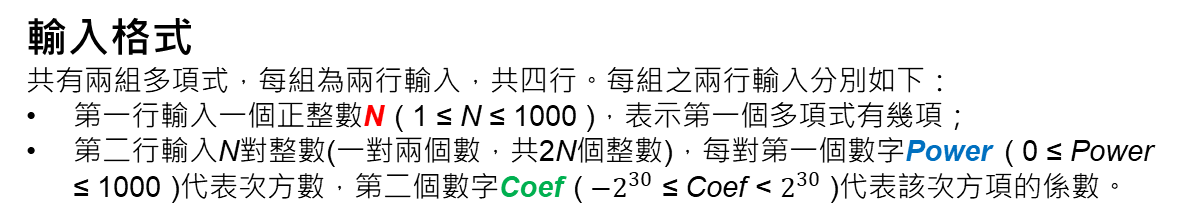 輸入格式
共有兩組多項式，每組為兩行輸入，共四行。每組之兩行輸入分別如下：
• 第一行輸入一個正整數N ( 1 ≤ N ≤ 1000 )，表示第一個多項式有幾項；
• 第二行輸入N對整數(一對兩個數，共2N個整數)，每對第一個數字Power ( 0 ≤ Power
≤ 1000 )代表次方數，第二個數字Coef ( −2³⁰ ≤ Coef < 2³⁰ )代表該次方項的係數。